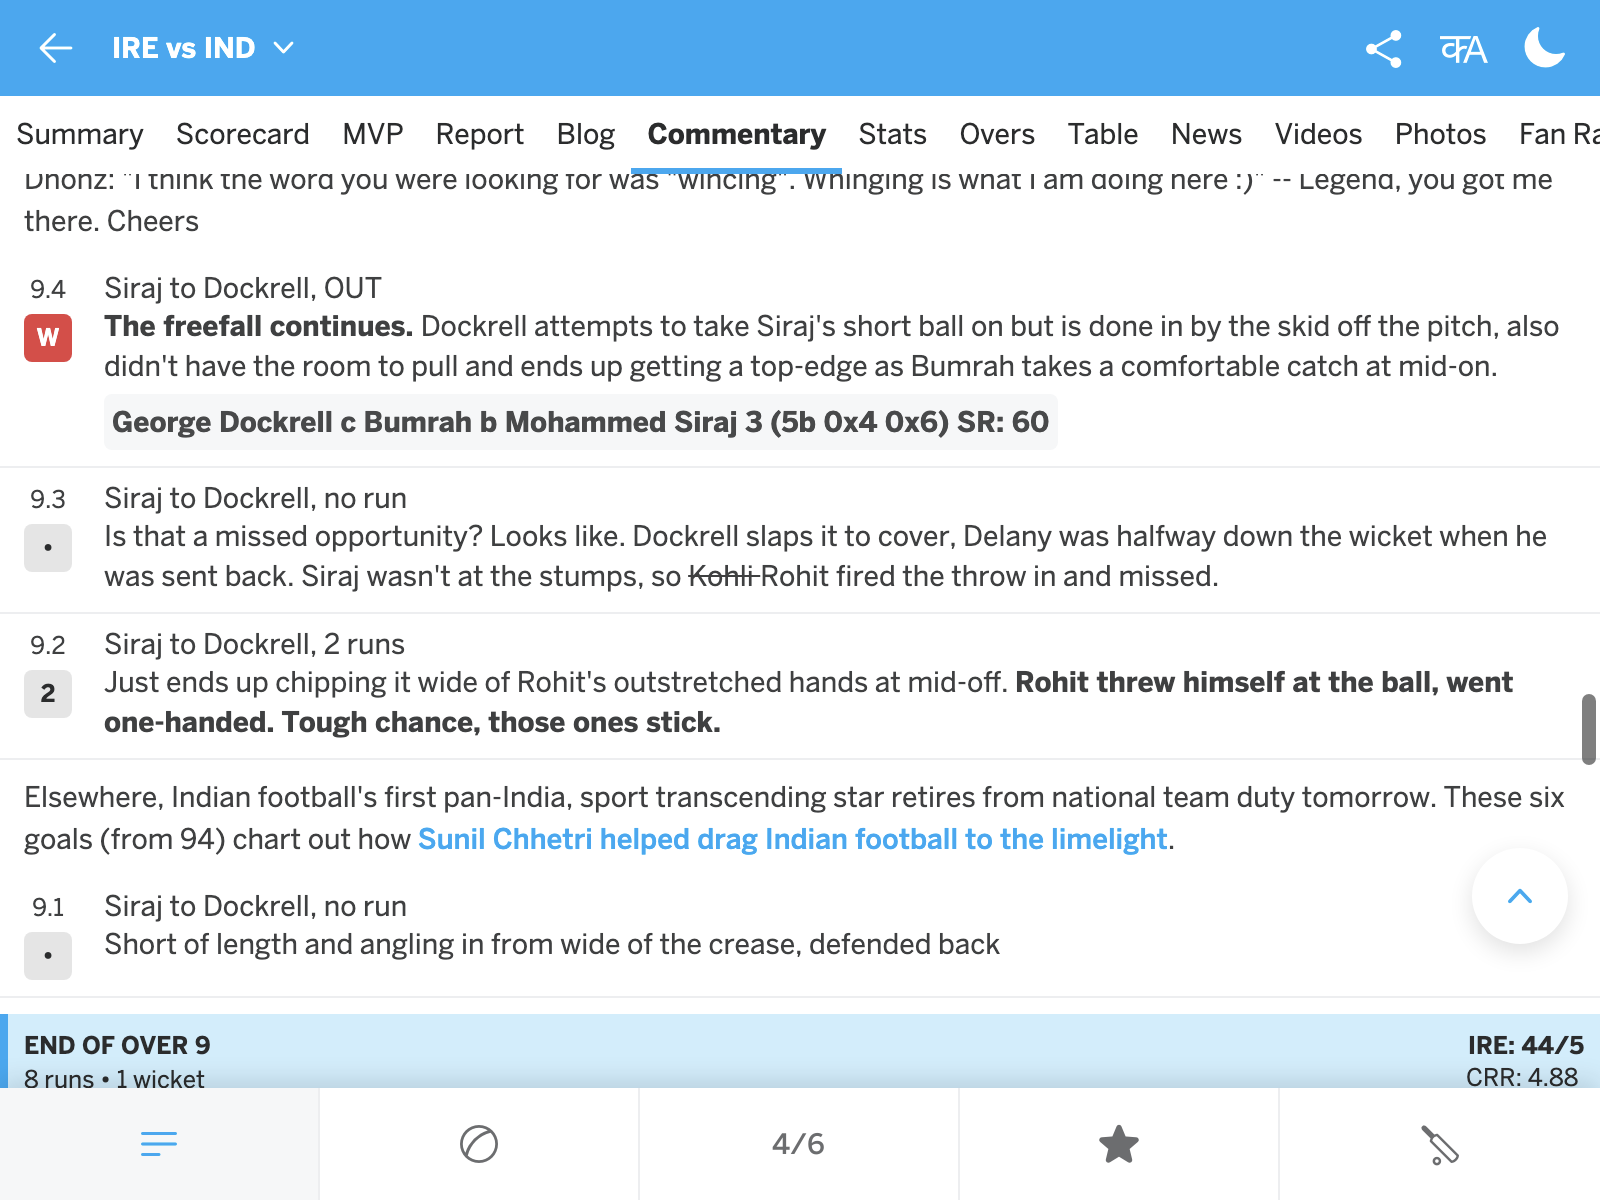 IRE vs IND
क A
Summary Scorecard MVP Report Blog Commentary Stats Overs Table News Videos Photos Fan Ra
Dhonz: "I think the word you were looking for was "wincing". Whinging is what I am doing here :)" -- Legend, you got me
there. Cheers
9.4 Siraj to Dockrell, OUT
W The freefall continues. Dockrell attempts to take Siraj's short ball on but is done in by the skid off the pitch, also
didn't have the room to pull and ends up getting a top-edge as Bumrah takes a comfortable catch at mid-on.
George Dockrell c Bumrah b Mohammed Siraj 3 (5b 0x4 0x6) SR: 60
9.3 Siraj to Dockrell, no run
• Is that a missed opportunity? Looks like. Dockrell slaps it to cover, Delany was halfway down the wicket when he
was sent back. Siraj wasn't at the stumps, so Kohli Rohit fired the throw in and missed.
9.2 Siraj to Dockrell, 2 runs
2 Just ends up chipping it wide of Rohit's outstretched hands at mid-off. Rohit threw himself at the ball, went
one-handed. Tough chance, those ones stick.
Elsewhere, Indian football's first pan-India, sport transcending star retires from national team duty tomorrow. These six
goals (from 94) chart out how Sunil Chhetri helped drag Indian football to the limelight.
9.1 Siraj to Dockrell, no run
• Short of length and angling in from wide of the crease, defended back
END OF OVER 9 IRE: 44/5
8 runs • 1 wicket CRR: 4.88
4/6